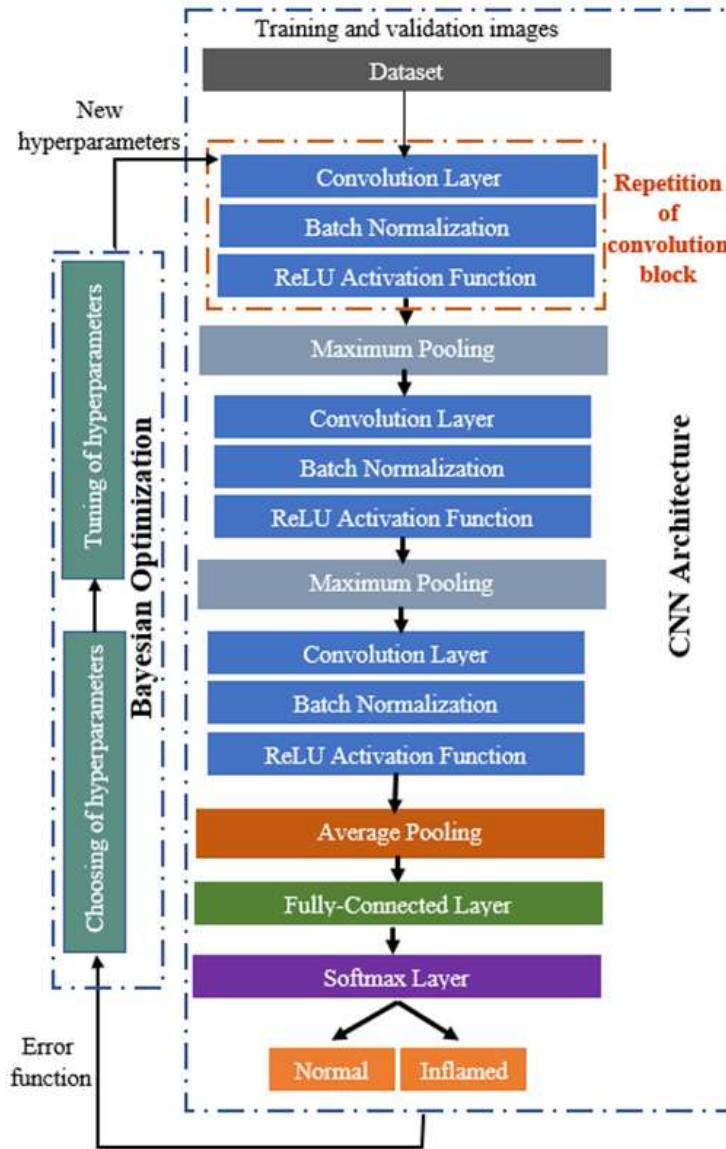 Training and validation images
Dataset
New
hyperparameters
Convolution Layer
Batch Normalization
ReLU Activation Function
Repetition
of
convolution
block
Maximum Pooling
Convolution Layer
Batch Normalization
ReLU Activation Function
Maximum Pooling
Convolution Layer
Batch Normalization
ReLU Activation Function
Average Pooling
Fully-Connected Layer
Softmax Layer
Normal
Inflamed
Tuning of hyperparameters
Choosing of hyperparameters
Bayesian Optimization
CNN Architecture
Error
function